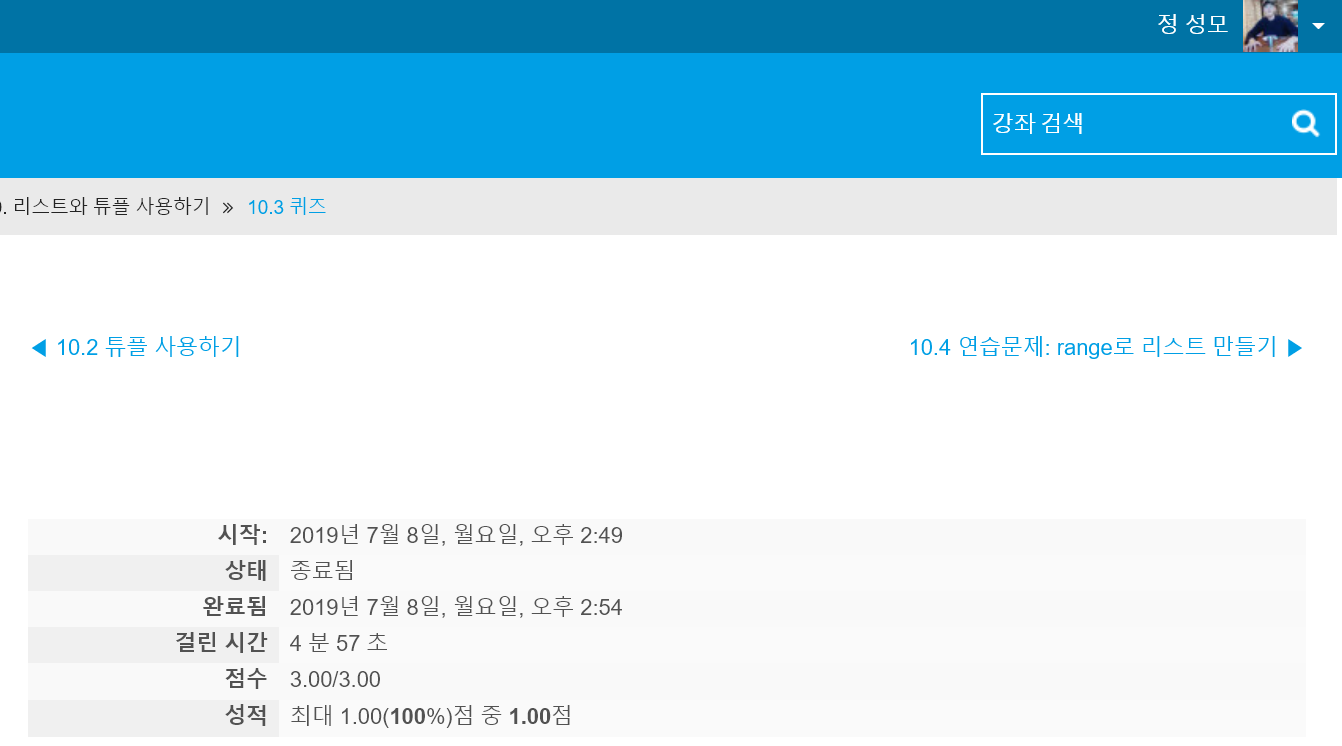 정 성모
강좌 검색
. 리스트와 튜플 사용하기 » 10.3 퀴즈
◀ 10.2 튜플 사용하기
10.4 연습문제: range로 리스트 만들기 ▶
시작: 2019년 7월 8일, 월요일, 오후 2:49
상태 종료됨
완료됨 2019년 7월 8일, 월요일, 오후 2:54
걸린 시간 4 분 57 초
점수 3.00/3.00
성적 최대 1.00(100%)점 중 1.00점